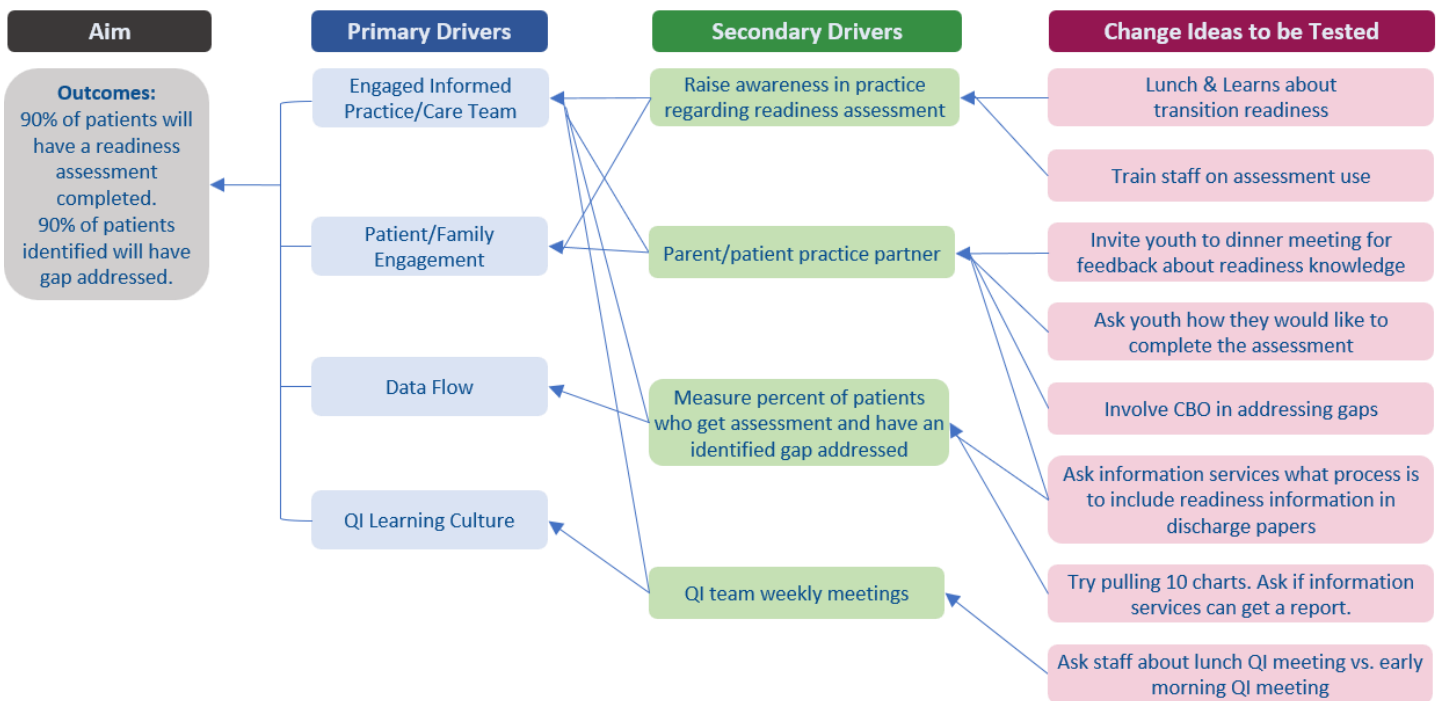 Aim
Primary Drivers
Secondary Drivers
Change Ideas to be Tested
Outcomes:
90% of patients will
have a readiness
assessment
completed.
90% of patients
identified will have
gap addressed.
Engaged Informed
Practice/Care Team
Patient/Family
Engagement
Data Flow
QI Learning Culture
Raise awareness in practice
regarding readiness assessment
Parent/patient practice partner
Measure percent of patients
who get assessment and have an
identified gap addressed
QI team weekly meetings
Lunch & Learns about
transition readiness
Train staff on assessment use
Invite youth to dinner meeting for
feedback about readiness knowledge
Ask youth how they would like to
complete the assessment
Involve CBO in addressing gaps
Ask information services what process is
to include readiness information in
discharge papers
Try pulling 10 charts. Ask if information
services can get a report.
Ask staff about lunch QI meeting vs. early
morning QI meeting